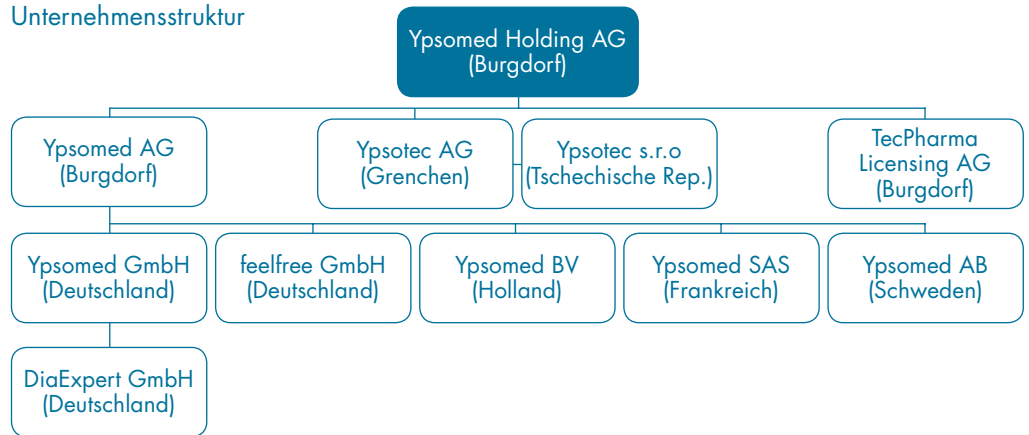 Unternehmensstruktur
Ypsomed Holding AG
(Burgdorf)
Ypsomed AG
(Burgdorf)
Ypsotec AG
(Grenchen)
Ypsotec s.r.o
(Tschechische Rep.)
TecPharma
Licensing AG
(Burgdorf)
Ypsomed GmbH
(Deutschland)
feelfree GmbH
(Deutschland)
Ypsomed BV
(Holland)
Ypsomed SAS
(Frankreich)
Ypsomed AB
(Schweden)
DiaExpert GmbH
(Deutschland)